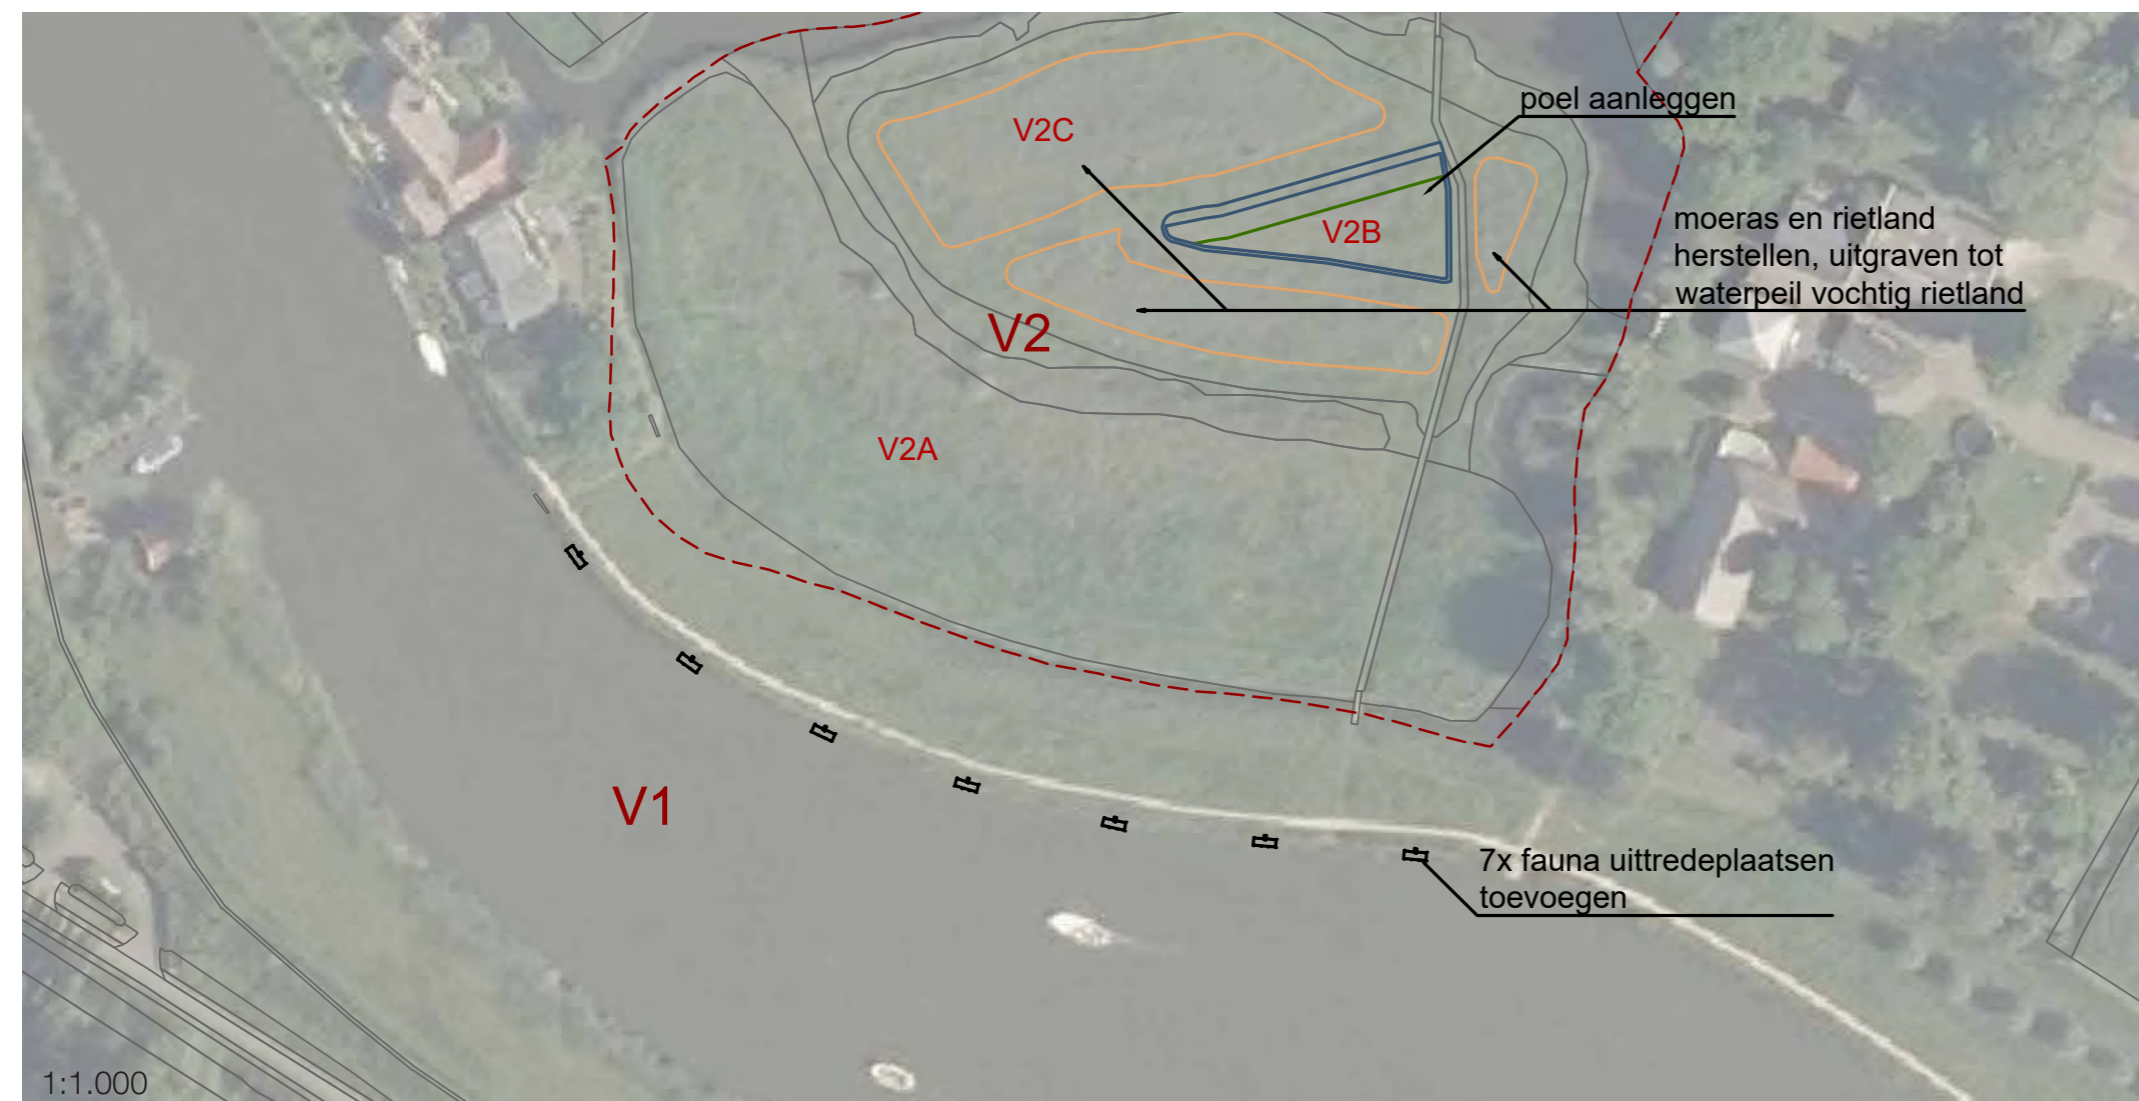 poel aanleggen
V2C
V2B
moeras en rietland
herstellen, uitgraven tot
waterpeil vochtig rietland
V2
V2A
V1
7x fauna uittredeplaatsen
toevoegen
1:1.000